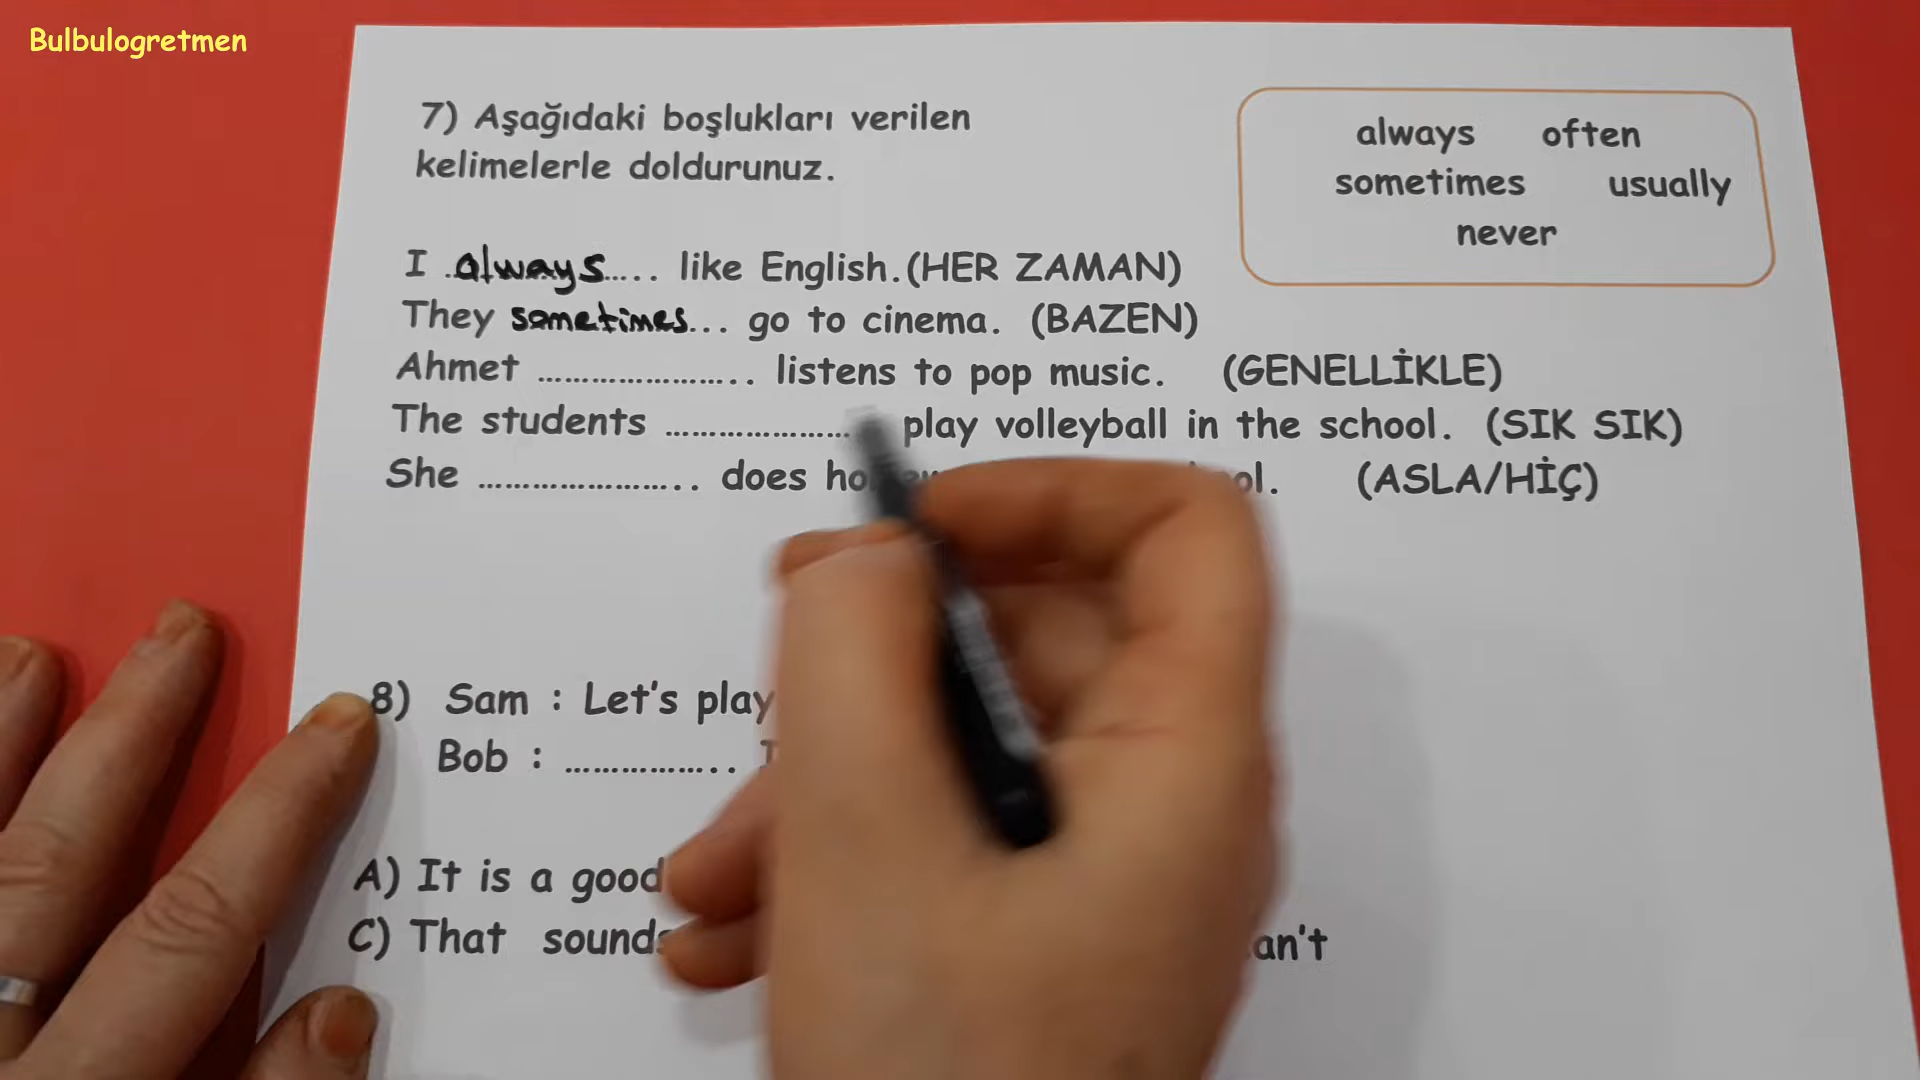 Bulbulogretmen
7) Aşağıdaki boşlukları verilen
kelimelerle doldurunuz.
always often
sometimes usually
never
I always..... like English.(HER ZAMAN)
They sometimes... go to cinema. (BAZEN)
Ahmet ..................... listens to pop music. (GENELLİKLE)
The students ..................... play volleyball in the school. (SIK SIK)
She ..................... does (ASLA/HİÇ)
8) Sam : Let's play
Bob : ..................
A) It is a good
C) That sounds